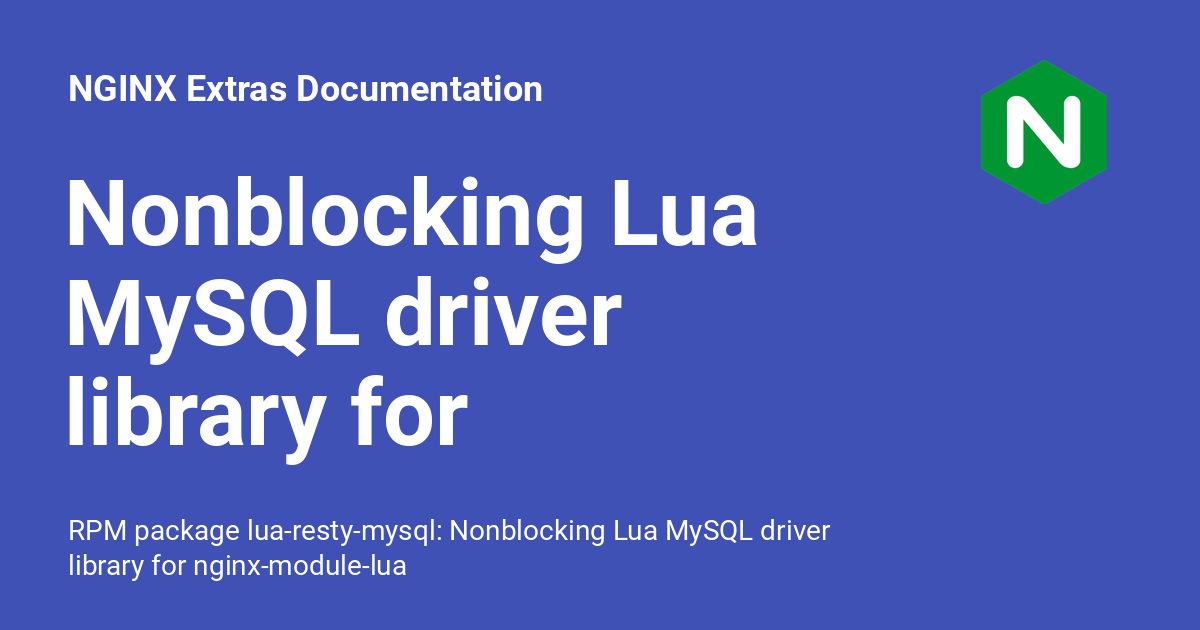 NGINX Extras Documentation
N
Nonblocking Lua
MySQL driver
library for
RPM package lua-resty-mysql: Nonblocking Lua MySQL driver
library for nginx-module-lua